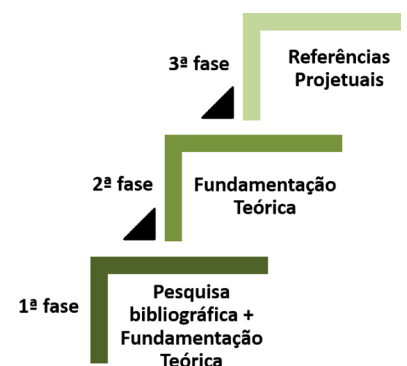 3ª fase
Referências
Projetuais
2ª fase
Fundamentação
Teórica
1ª fase
Pesquisa
bibliográfica +
Fundamentação
Teórica